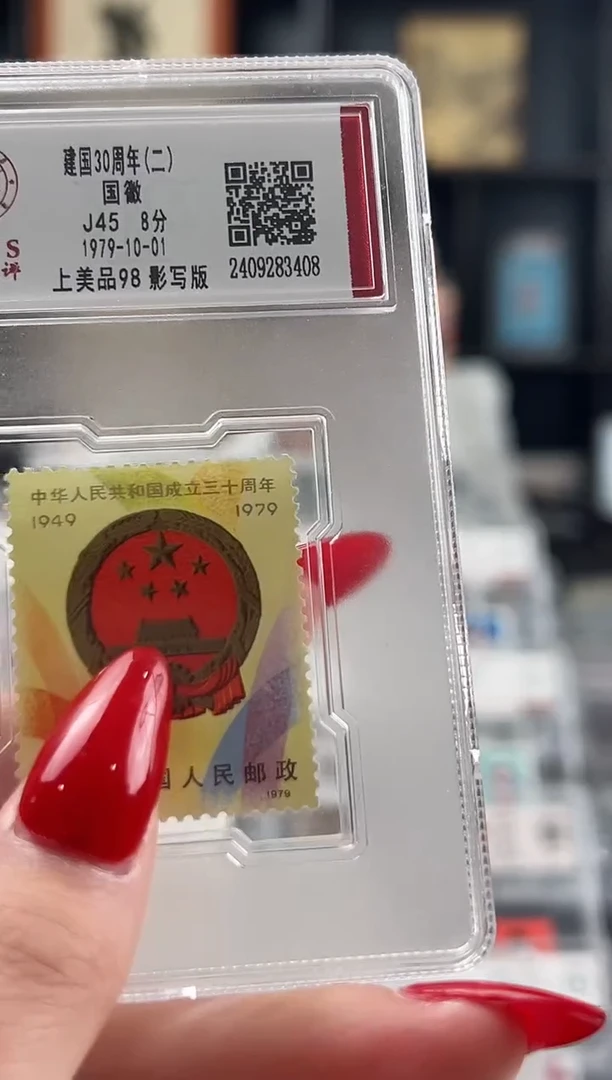 建国30周年(二)
国徽
J45 8分
1979-10-01
上美品98 影写版
2409283408
S
评
中华人民共和国成立三十周年
1949 1979
国人民邮政
1979